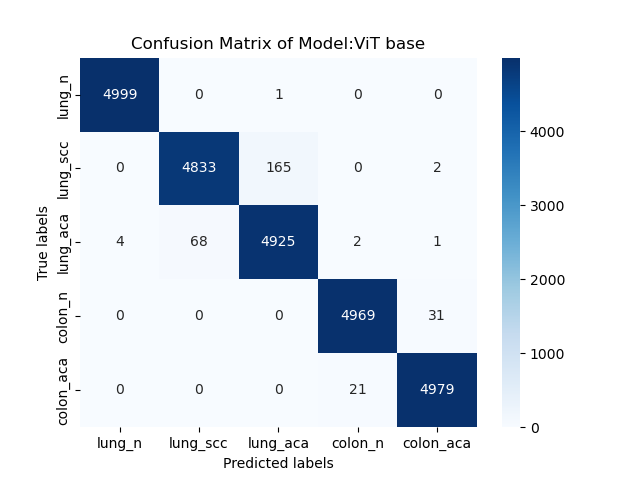 Confusion Matrix of Model:ViT base
lung_n
4999 0 1 0 0
lung_scc
0 4833 165 0 2
lung_aca
4 68 4925 2 1
colon_n
0 0 0 4969 31
colon_aca
0 0 0 21 4979
True labels
lung_n lung_scc lung_aca colon_n colon_aca
Predicted labels
4000
3000
2000
1000
0